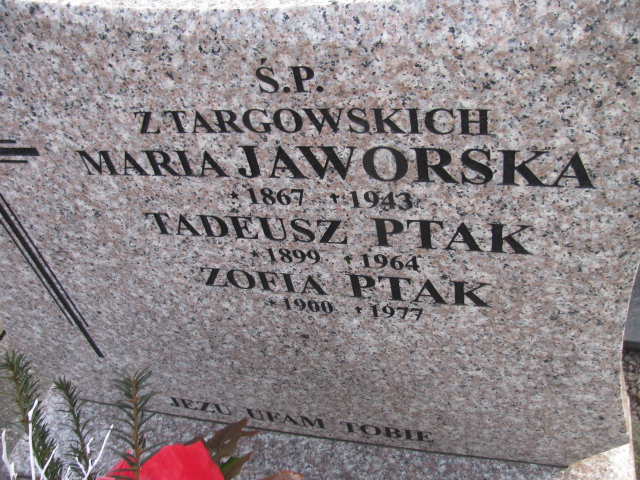 Ś.P.
Z TARGOWSKICH
MARIA JAWORSKA
*1867 †1943
TADEUSZ PTAK
*1899 †1964
ZOFIA PTAK
*1900 †1977
JEZU UFAM TOBIE